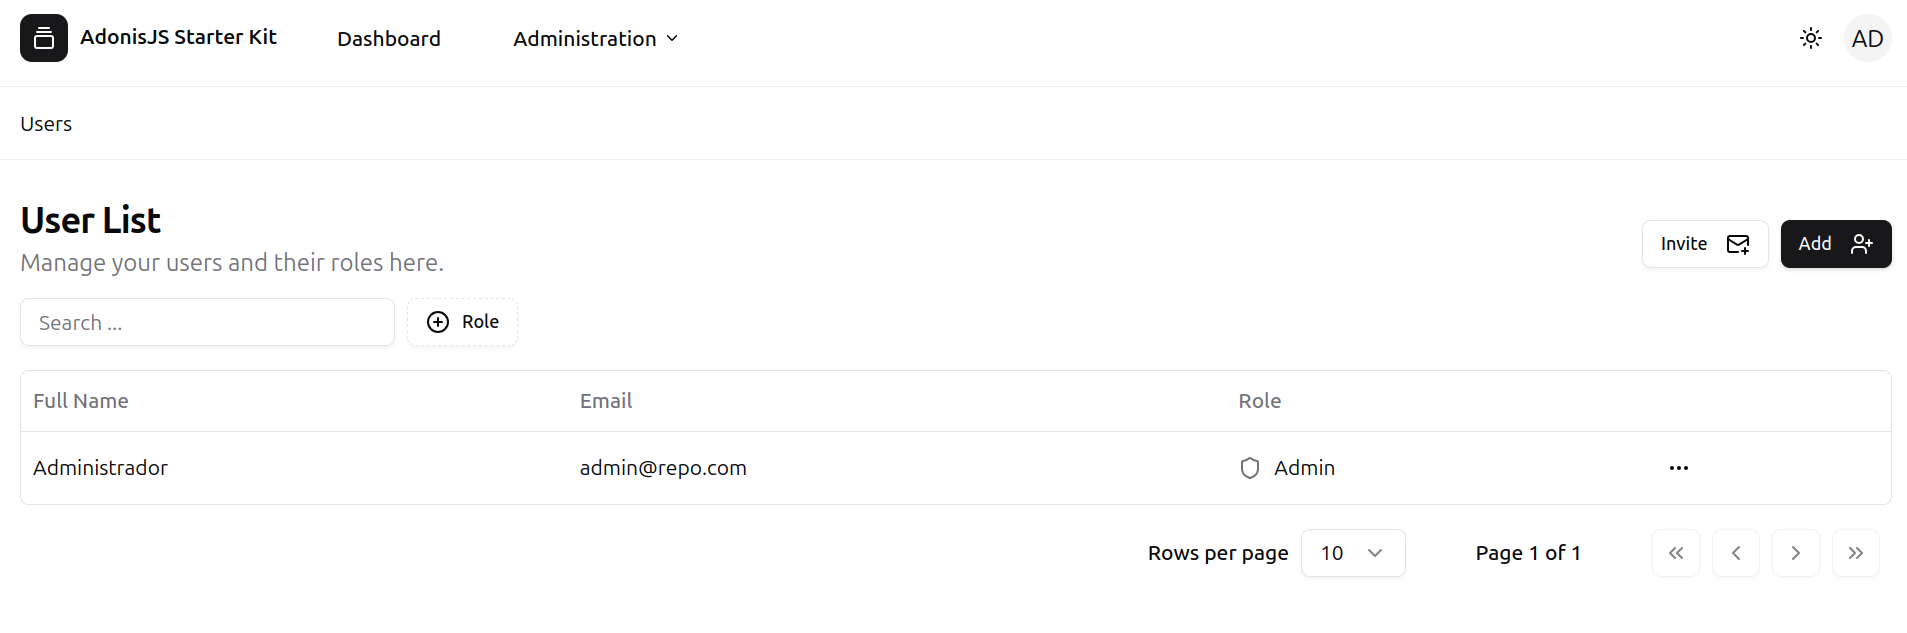 AdonisJS Starter Kit Dashboard Administration AD
Users
User List
Manage your users and their roles here.
Invite Add
Search ... Role
Full Name Email Role
Administrador admin@repo.com Admin
Rows per page 10 Page 1 of 1